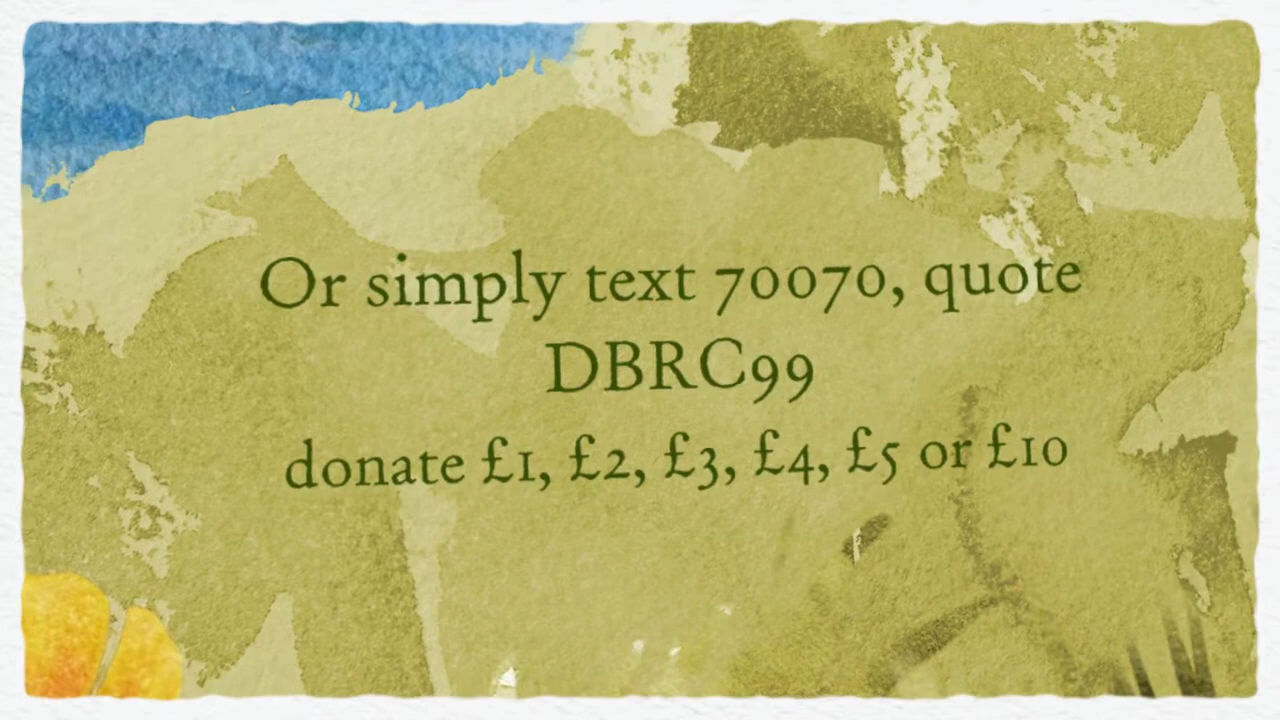 Or simply text 70070, quote
DBRC99
donate £1, £2, £3, £4, £5 or £10